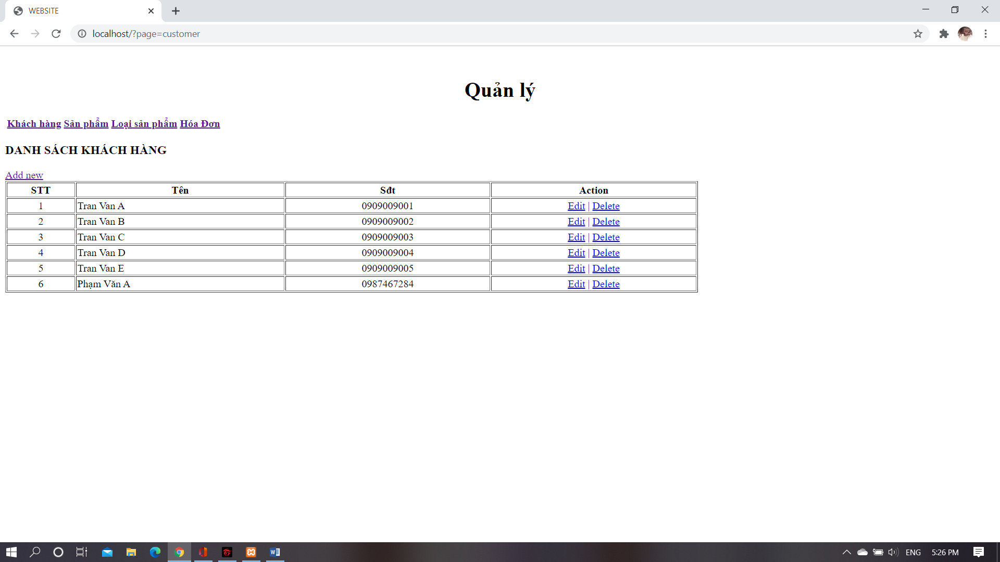 WEBSITE
localhost/?page=customer
Quản lý
Khách hàng Sản phẩm Loại sản phẩm Hóa Đơn
DANH SÁCH KHÁCH HÀNG
Add new
STT Tên Sđt Action
1 Tran Van A 0909009001 Edit | Delete
2 Tran Van B 0909009002 Edit | Delete
3 Tran Van C 0909009003 Edit | Delete
4 Tran Van D 0909009004 Edit | Delete
5 Tran Van E 0909009005 Edit | Delete
6 Phạm Văn A 0987467284 Edit | Delete
ENG 5:26 PM